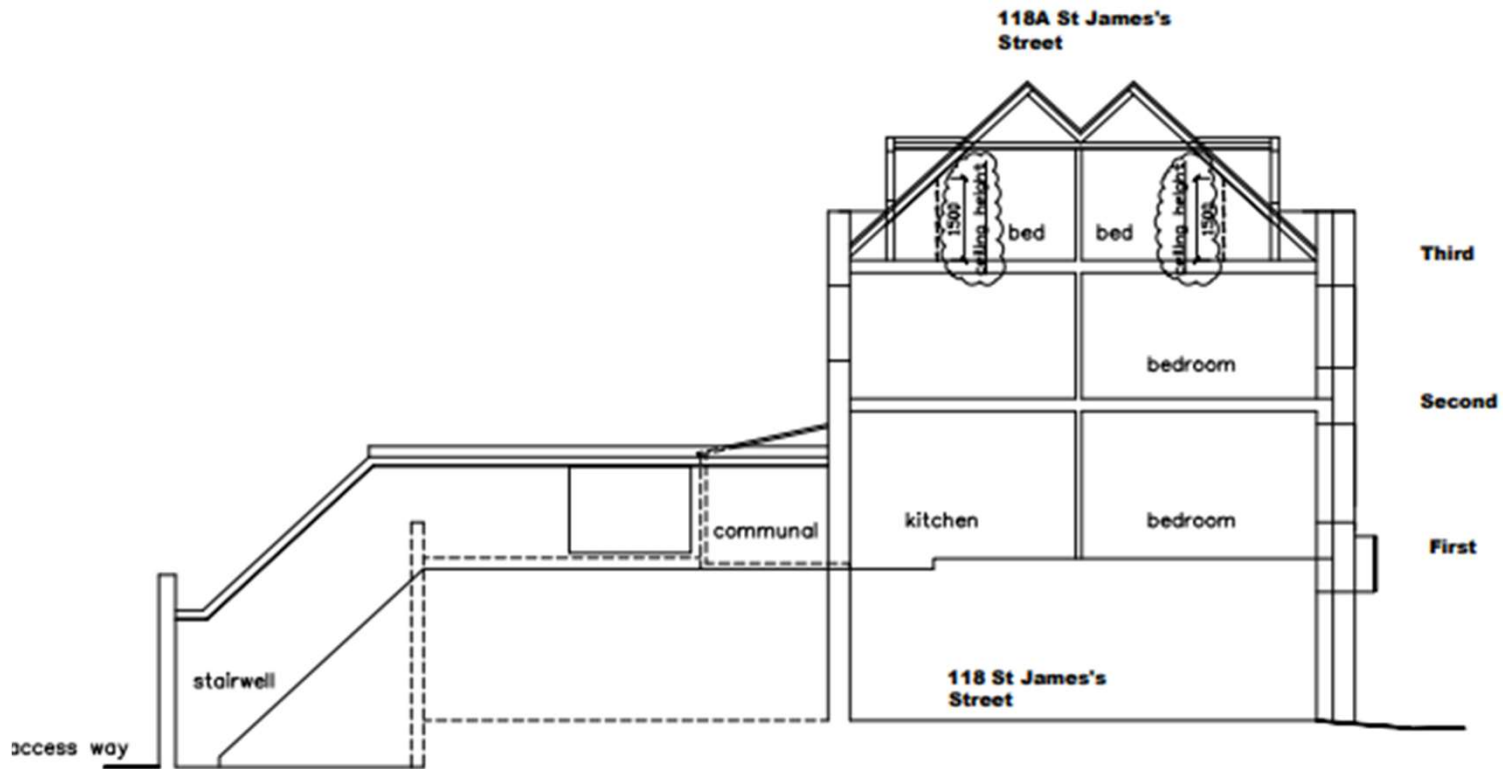 118A St James's
Street
1500
ceiling height
bed
bed
ceiling height
1500
Third
bedroom
Second
communal
kitchen
bedroom
First
stairwell
118 St James's
Street
access way